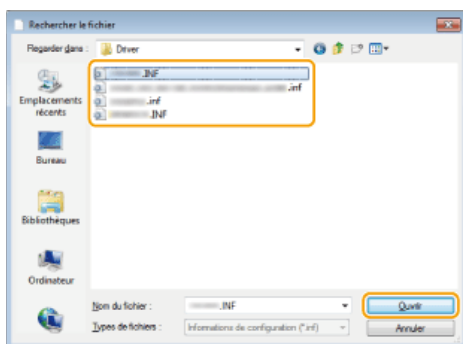 Rechercher le fichier
Regarder dans :
Driver
.INF
.inf
.inf
.INF
Emplacements
récents
Bureau
Bibliothèques
Ordinateur
Nom du fichier :
.INF
Ouvrir
Types de fichiers :
Informations de configuration (*.inf)
Annuler